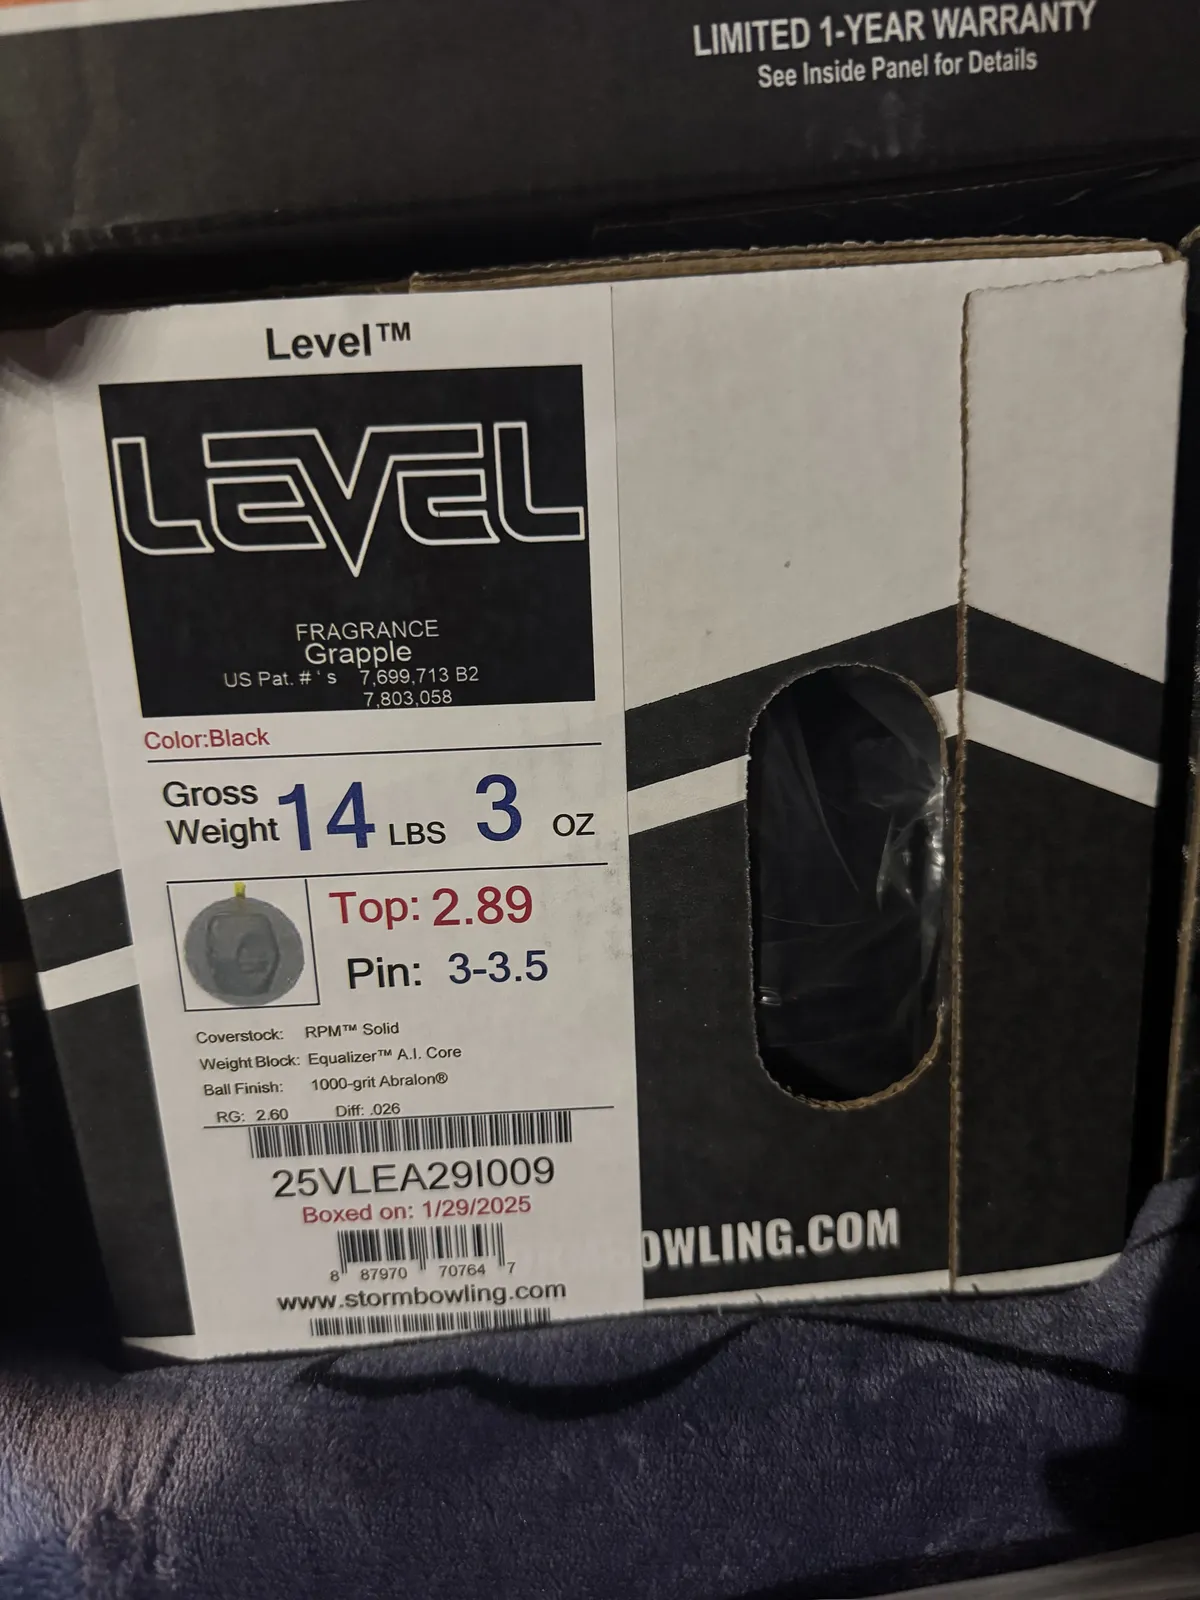 LIMITED 1-YEAR WARRANTY
See Inside Panel for Details
Level™
LEVEL
FRAGRANCE
Grapple
US Pat. #'s 7,699,713 B2
7,803,058
Color:Black
Gross Weight 14 LBS 3 OZ
Top: 2.89
Pin: 3-3.5
Coverstock: RPM™ Solid
Weight Block: Equalizer™ A.I. Core
Ball Finish: 1000-grit Abralon®
RG: 2.60 Diff: .026
25VLEA29I009
Boxed on: 1/29/2025
8 87970 70764 7
www.stormbowling.com
OWLING.COM